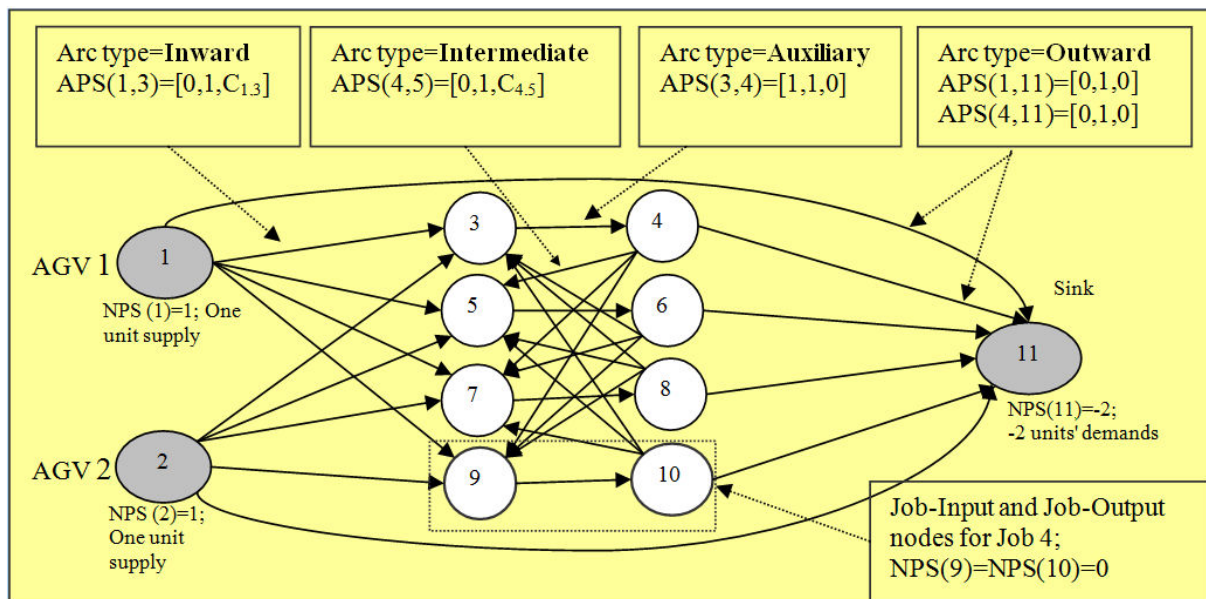 Arc type=Inward
APS(1,3)=[0,1,C1.3]
Arc type=Intermediate
APS(4,5)=[0,1,C4.5]
Arc type=Auxiliary
APS(3,4)=[1,1,0]
Arc type=Outward
APS(1,11)=[0,1,0]
APS(4,11)=[0,1,0]
AGV 1
1
NPS (1)=1; One
unit supply
3
4
5
6
7
8
9
10
Sink
11
NPS(11)=-2;
-2 units' demands
AGV 2
2
NPS (2)=1;
One unit
supply
Job-Input and Job-Output
nodes for Job 4;
NPS(9)=NPS(10)=0